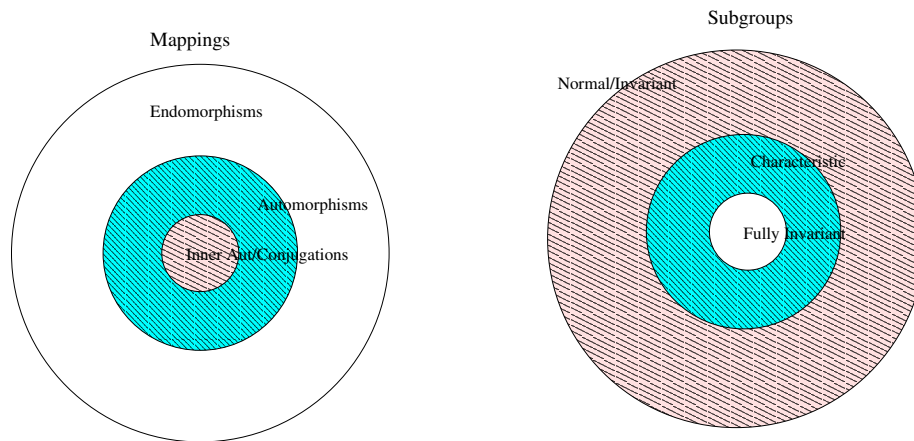 Mappings
Endomorphisms
Automorphisms
Inner Aut/Conjugations
Subgroups
Normal/Invariant
Characteristic
Fully Invariant